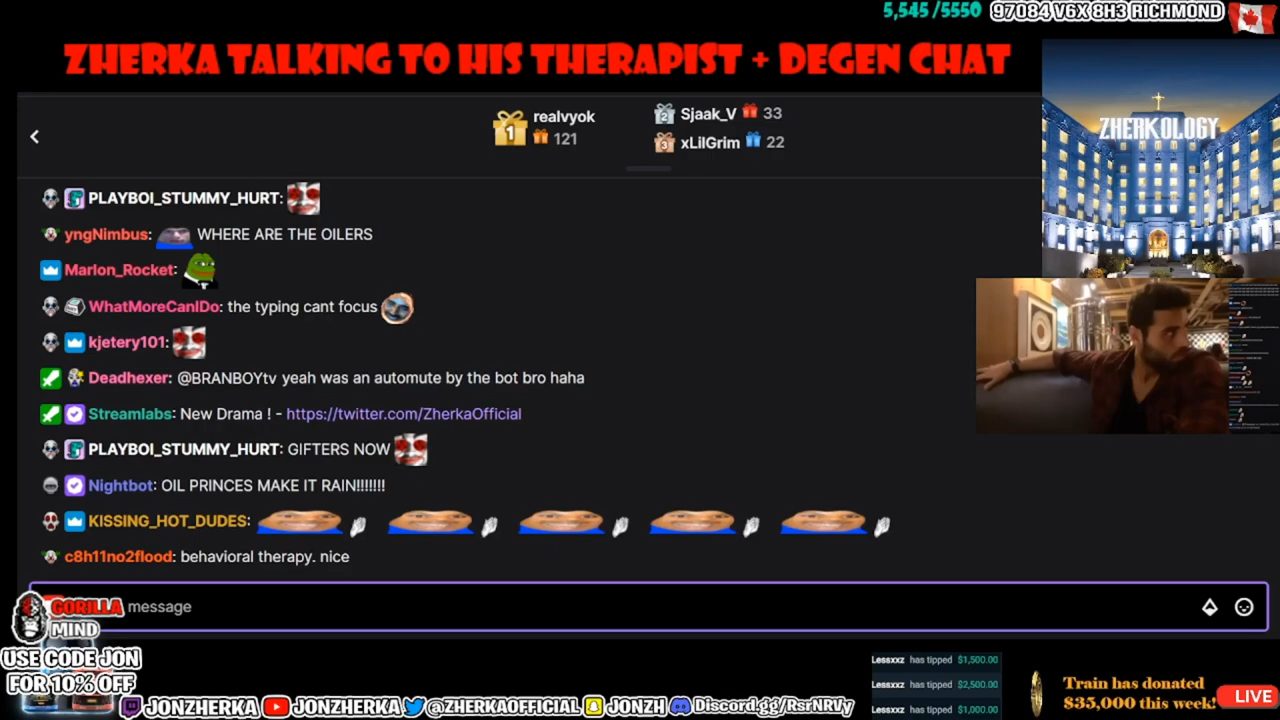 5,545 /5550 97084 V6X 8H3 RICHMOND
ZHERKA TALKING TO HIS THERAPIST + DEGEN CHAT
ZHERKOLOGY
1 realvyok 121
2 Sjaak_V 33
3 xLilGrim 22
PLAYBOI_STUMMY_HURT:
yngNimbus: WHERE ARE THE OILERS
Marlon_Rocket:
WhatMoreCanIDo: the typing cant focus
kjetery101:
Deadhexer: @BRANBOYtv yeah was an automute by the bot bro haha
Streamlabs: New Drama ! - https://twitter.com/ZherkaOfficial
PLAYBOI_STUMMY_HURT: GIFTERS NOW
Nightbot: OIL PRINCES MAKE IT RAIN!!!!!!!
KISSING_HOT_DUDES:
c8h11no2flood: behavioral therapy. nice
message
GORILLA
MIND
USE CODE JON
FOR 10% OFF
JONZHERKA JONZHERKA @ZHERKAOFFICIAL JONZH Discord.gg/RsrNRVy
Lessxxz has tipped $1,500.00
Lessxxz has tipped $2,500.00
Lessxxz has tipped $1,000.00
Train has donated
$35,000 this week!
LIVE